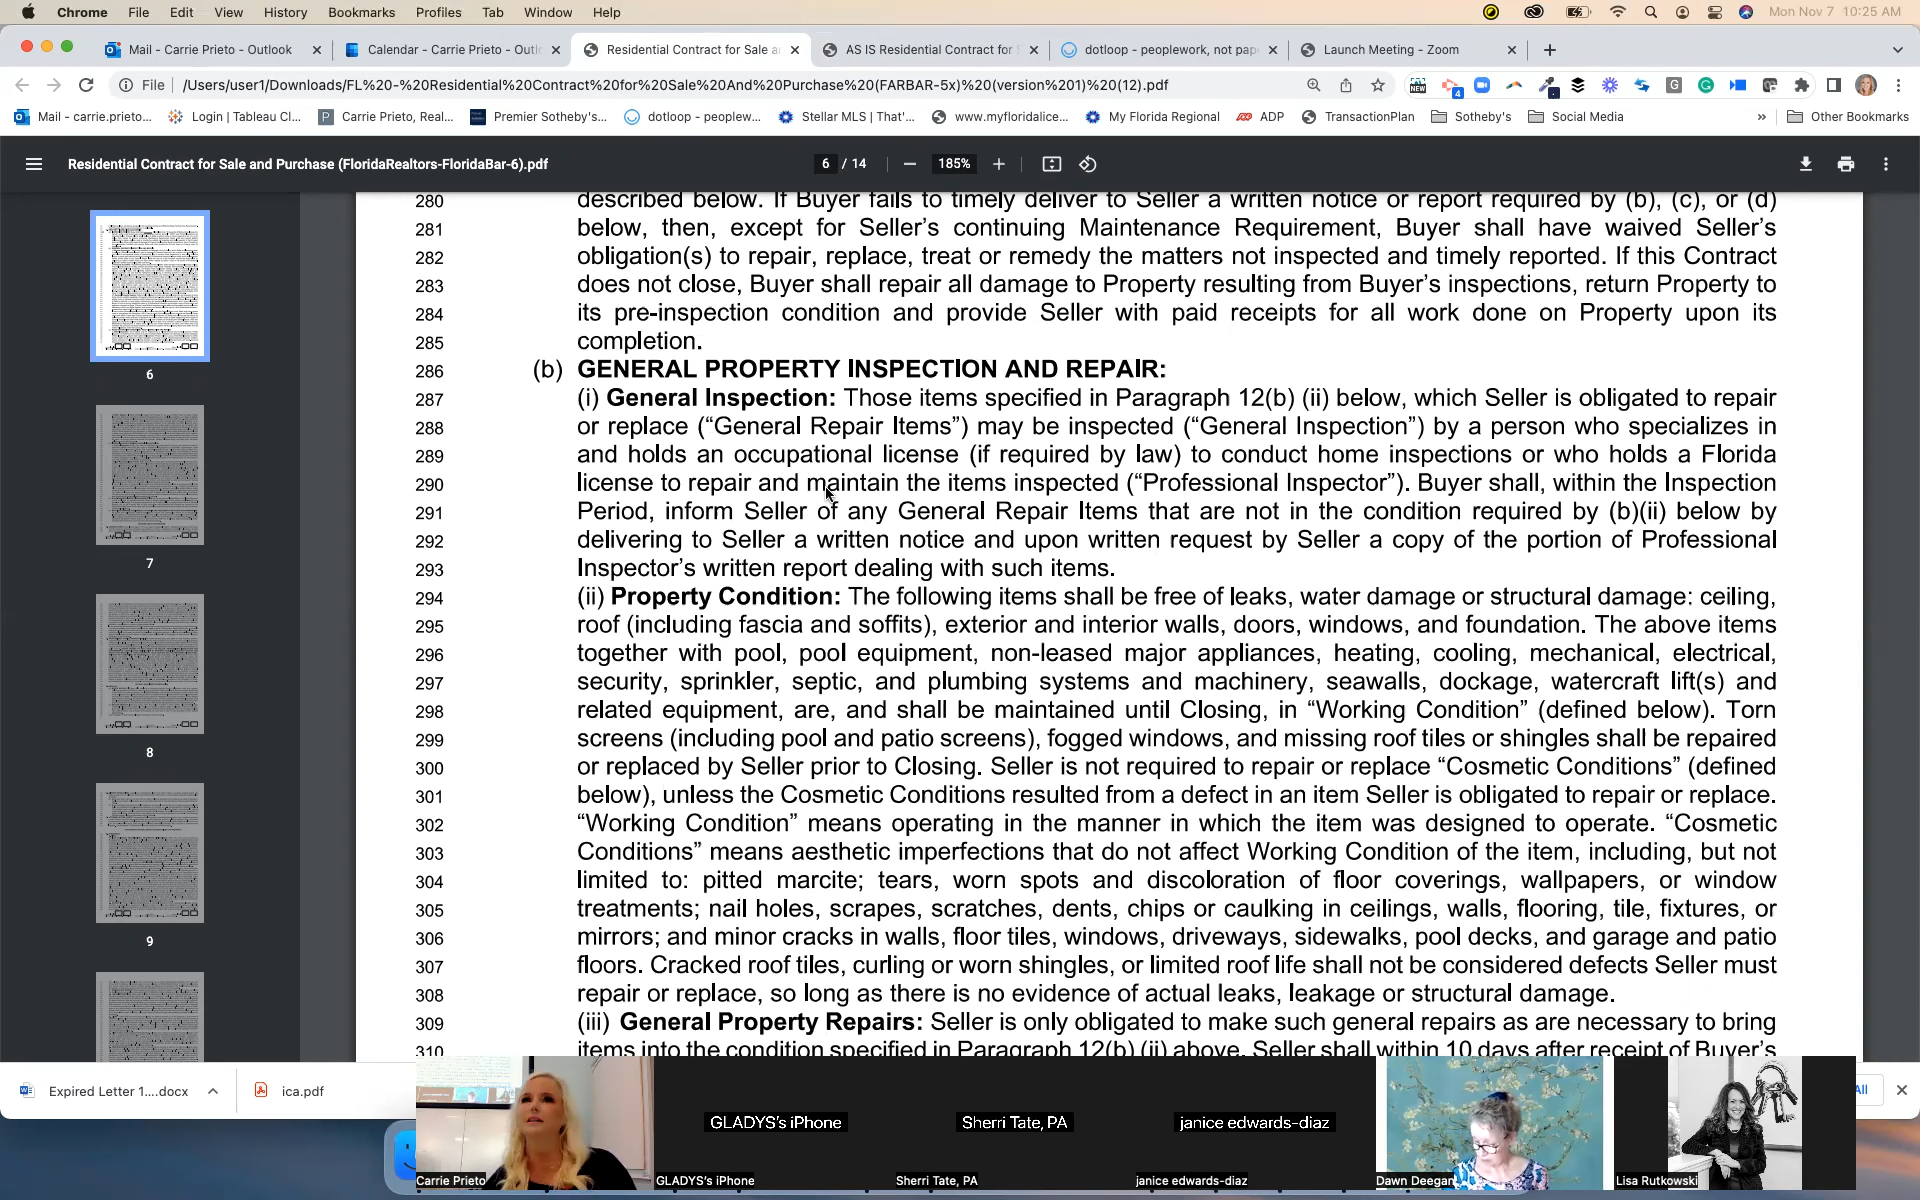 Chrome File Edit View History Bookmarks Profiles Tab Window Help Mon Nov 7 10:25 AM
Mail - Carrie Prieto - Outlook Calendar - Carrie Prieto - Outl Residential Contract for Sale a AS IS Residential Contract for S dotloop - peoplework, not pap Launch Meeting - Zoom
File /Users/user1/Downloads/FL%20-%20Residential%20Contract%20for%20Sale%20And%20Purchase%20(FARBAR-5x)%20(version%201)%20(12).pdf
Mail - carrie.prieto... Login | Tableau Cl... Carrie Prieto, Real... Premier Sotheby's... dotloop - peoplew... Stellar MLS | That'... www.myfloridalice... My Florida Regional ADP TransactionPlan Sotheby's Social Media » Other Bookmarks
Residential Contract for Sale and Purchase (FloridaRealtors-FloridaBar-6).pdf 6 / 14 185%
280 described below. If Buyer fails to timely deliver to Seller a written notice or report required by (b), (c), or (d)
281 below, then, except for Seller's continuing Maintenance Requirement, Buyer shall have waived Seller's
282 obligation(s) to repair, replace, treat or remedy the matters not inspected and timely reported. If this Contract
283 does not close, Buyer shall repair all damage to Property resulting from Buyer's inspections, return Property to
284 its pre-inspection condition and provide Seller with paid receipts for all work done on Property upon its
285 completion.
286 (b) GENERAL PROPERTY INSPECTION AND REPAIR:
287 (i) General Inspection: Those items specified in Paragraph 12(b) (ii) below, which Seller is obligated to repair
288 or replace (“General Repair Items”) may be inspected (“General Inspection”) by a person who specializes in
289 and holds an occupational license (if required by law) to conduct home inspections or who holds a Florida
290 license to repair and maintain the items inspected (“Professional Inspector”). Buyer shall, within the Inspection
291 Period, inform Seller of any General Repair Items that are not in the condition required by (b)(ii) below by
292 delivering to Seller a written notice and upon written request by Seller a copy of the portion of Professional
293 Inspector's written report dealing with such items.
294 (ii) Property Condition: The following items shall be free of leaks, water damage or structural damage: ceiling,
295 roof (including fascia and soffits), exterior and interior walls, doors, windows, and foundation. The above items
296 together with pool, pool equipment, non-leased major appliances, heating, cooling, mechanical, electrical,
297 security, sprinkler, septic, and plumbing systems and machinery, seawalls, dockage, watercraft lift(s) and
298 related equipment, are, and shall be maintained until Closing, in “Working Condition” (defined below). Torn
299 screens (including pool and patio screens), fogged windows, and missing roof tiles or shingles shall be repaired
300 or replaced by Seller prior to Closing. Seller is not required to repair or replace “Cosmetic Conditions” (defined
301 below), unless the Cosmetic Conditions resulted from a defect in an item Seller is obligated to repair or replace.
302 “Working Condition” means operating in the manner in which the item was designed to operate. “Cosmetic
303 Conditions” means aesthetic imperfections that do not affect Working Condition of the item, including, but not
304 limited to: pitted marcite; tears, worn spots and discoloration of floor coverings, wallpapers, or window
305 treatments; nail holes, scrapes, scratches, dents, chips or caulking in ceilings, walls, flooring, tile, fixtures, or
306 mirrors; and minor cracks in walls, floor tiles, windows, driveways, sidewalks, pool decks, and garage and patio
307 floors. Cracked roof tiles, curling or worn shingles, or limited roof life shall not be considered defects Seller must
308 repair or replace, so long as there is no evidence of actual leaks, leakage or structural damage.
309 (iii) General Property Repairs: Seller is only obligated to make such general repairs as are necessary to bring
310 items into the condition specified in Paragraph 12(b) (ii) above. Seller shall within 10 days after receipt of Buyer's
6
7
8
9
Expired Letter 1....docx ica.pdf All
GLADYS's iPhone Sherri Tate, PA janice edwards-diaz
Carrie Prieto GLADYS's iPhone Sherri Tate, PA janice edwards-diaz Dawn Deegan Lisa Rutkowski